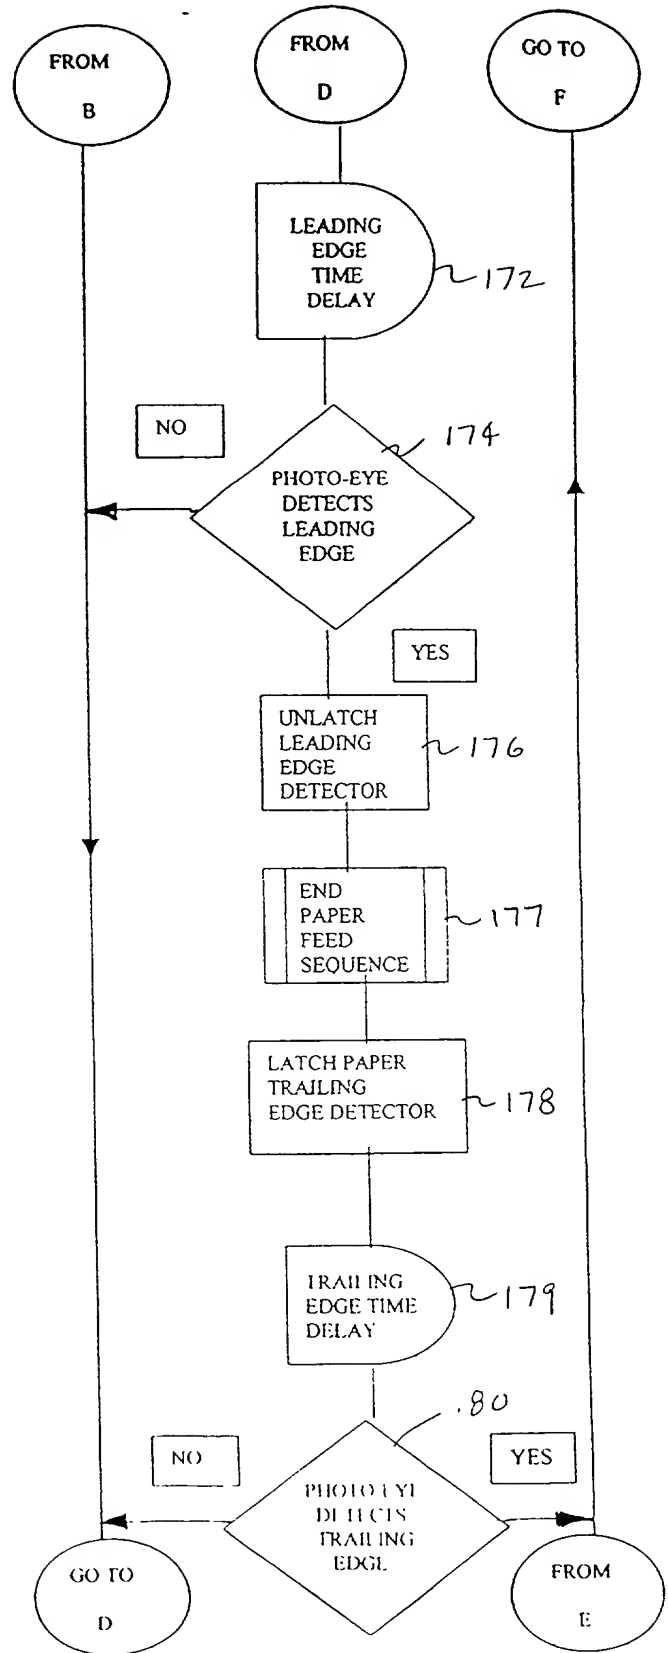 FROM
B
FROM
D
GO TO
F
LEADING
EDGE
TIME
DELAY
172
NO
174
PHOTO-EYE
DETECTS
LEADING
EDGE
YES
UNLATCH
LEADING
EDGE
DETECTOR
176
END
PAPER
FEED
SEQUENCE
177
LATCH PAPER
TRAILING
EDGE DETECTOR
178
TRAILING
EDGE TIME
DELAY
179
.80
NO
YES
PHOTO-EYE
DETECTS
TRAILING
EDGE
GO TO
D
FROM
E